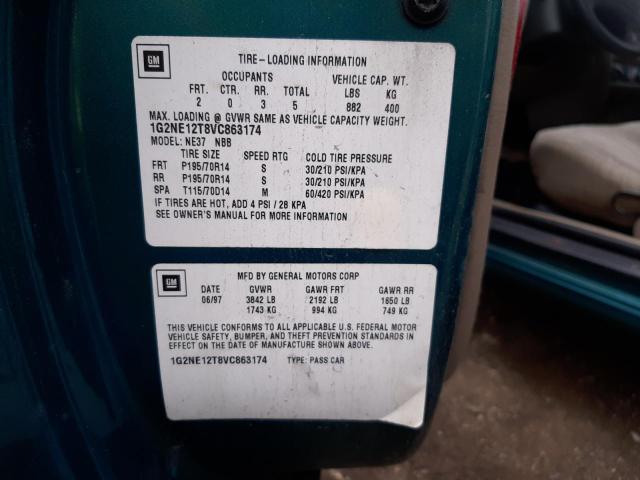 GM
TIRE-LOADING INFORMATION
OCCUPANTS VEHICLE CAP. WT.
FRT. CTR. RR. TOTAL LBS KG
2 0 3 5 882 400
MAX. LOADING @ GVWR SAME AS VEHICLE CAPACITY WEIGHT.
1G2NE12T8VC863174
MODEL: NE37 NBB
TIRE SIZE SPEED RTG COLD TIRE PRESSURE
FRT P195/70R14 S 30/210 PSI/KPA
RR P195/70R14 S 30/210 PSI/KPA
SPA T115/70D14 M 60/420 PSI/KPA
IF TIRES ARE HOT, ADD 4 PSI / 28 KPA
SEE OWNER'S MANUAL FOR MORE INFORMATION
GM
MFD BY GENERAL MOTORS CORP
DATE GVWR GAWR FRT GAWR RR
06/97 3842 LB 2192 LB 1650 LB
1743 KG 994 KG 749 KG
THIS VEHICLE CONFORMS TO ALL APPLICABLE U.S. FEDERAL MOTOR
VEHICLE SAFETY, BUMPER, AND THEFT PREVENTION STANDARDS IN
EFFECT ON THE DATE OF MANUFACTURE SHOWN ABOVE.
1G2NE12T8VC863174 TYPE: PASS CAR